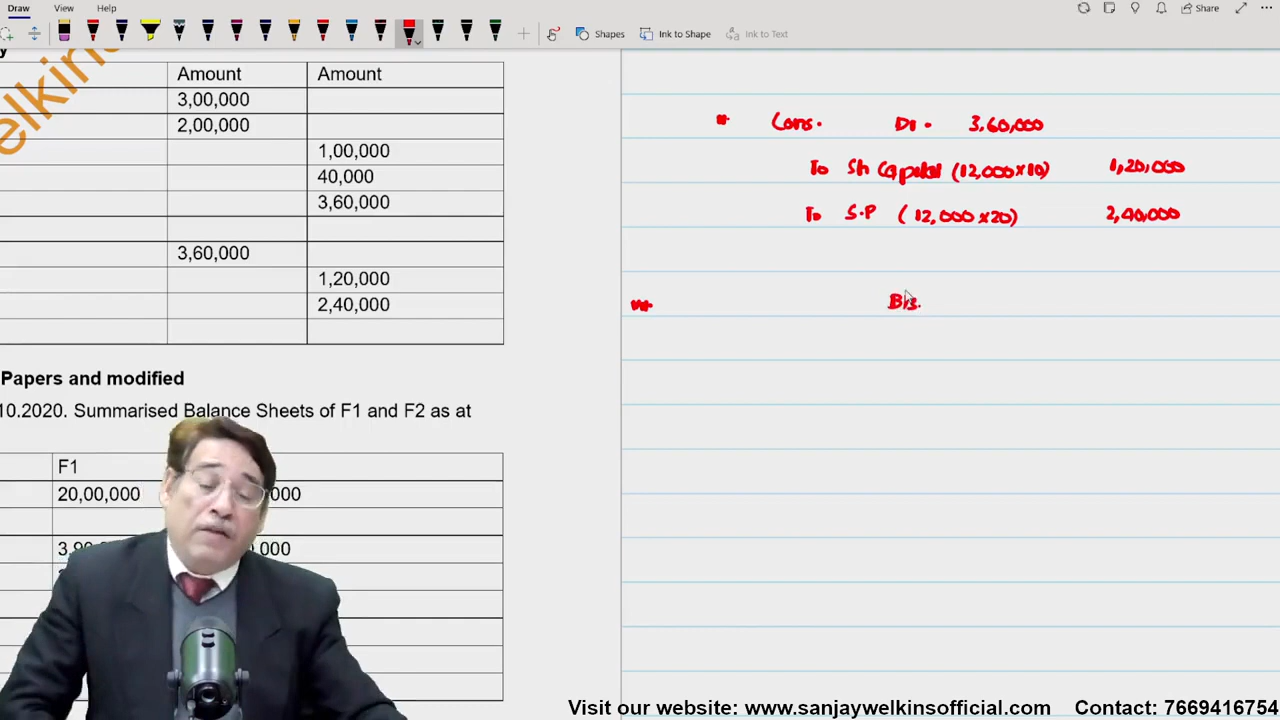 Draw View Help
Shapes Ink to Shape Ink to Text Share
y
elkins
Amount Amount
3,00,000
2,00,000
1,00,000
40,000
3,60,000
3,60,000
1,20,000
2,40,000
Papers and modified
10.2020. Summarised Balance Sheets of F1 and F2 as at
F1
20,00,000 000
000
* Cons. Dr. 3,60,000
To Sh Capital (12,000×10) 1,20,000
To S.P (12,000×20) 2,40,000
** B/s.
Visit our website: www.sanjaywelkinsofficial.com Contact: 7669416754